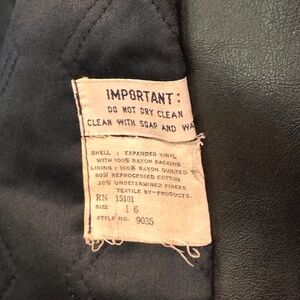 IMPORTANT:
DO NOT DRY CLEAN
CLEAN WITH SOAP AND WA
SHELL : EXPANDED VINYL
WITH 100% RAYON BACKING
LINING : 100% RAYON QUILTED TO
80% REPROCESSED COTTON
20% UNDETERMINED FIBERS
TEXTILE BY-PRODUCTS.
RN 15101
SIZE 16
STYLE NO. 9035